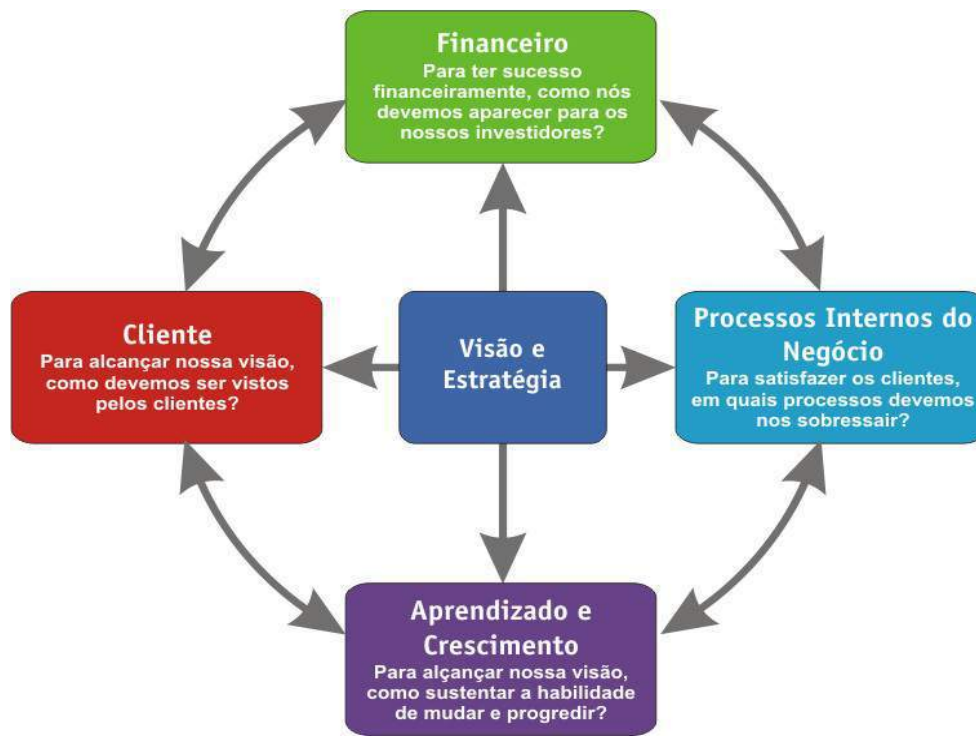 Financeiro
Para ter sucesso
financeiramente, como nós
devemos aparecer para os
nossos investidores?
Cliente
Para alcançar nossa visão,
como devemos ser vistos
pelos clientes?
Visão e
Estratégia
Processos Internos do
Negócio
Para satisfazer os clientes,
em quais processos devemos
nos sobressair?
Aprendizado e
Crescimento
Para alçançar nossa visão,
como sustentar a habilidade
de mudar e progredir?